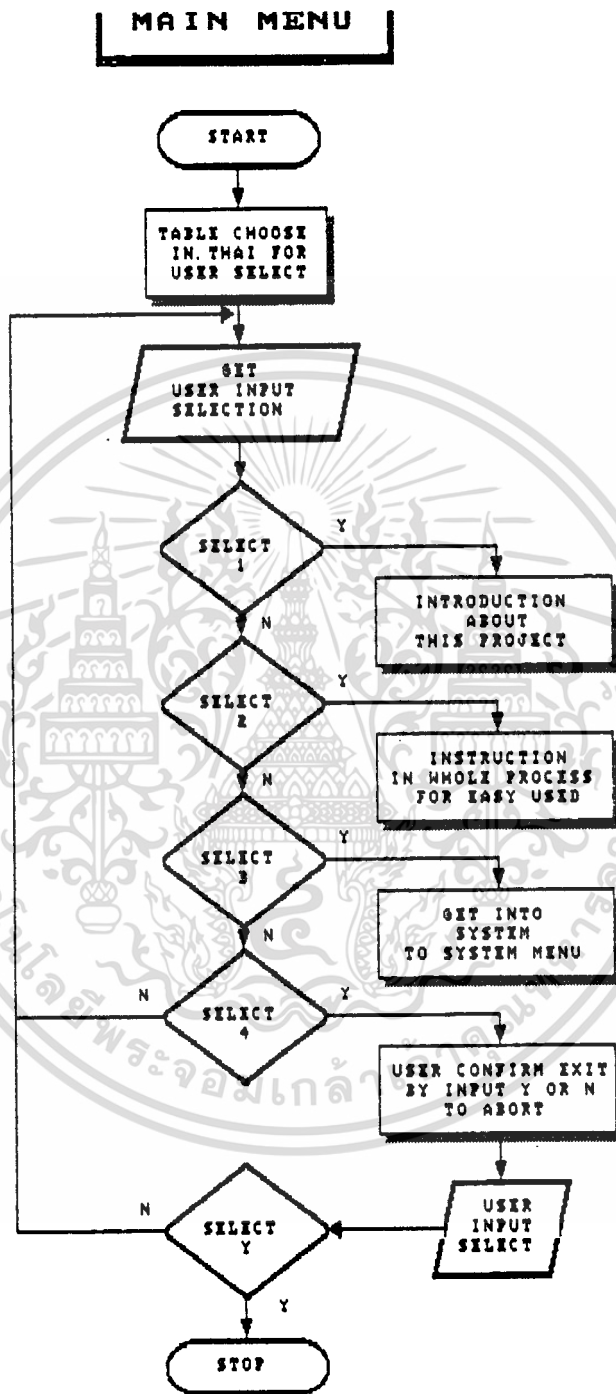 MAIN MENU
START
TABLE CHOOSE
IN THAI FOR
USER SELECT
GET
USER INPUT
SELECTION
SELECT
1
Y
N
INTRODUCTION
ABOUT
THIS PROJECT
SELECT
2
Y
N
INSTRUCTION
IN WHOLE PROCESS
FOR EASY USED
SELECT
3
Y
N
GET INTO
SYSTEM
TO SYSTEM MENU
SELECT
4
N
Y
USER CONFIRM EXIT
BY INPUT Y OR N
TO ABORT
USER
INPUT
SELECT
SELECT
Y
N
Y
STOP